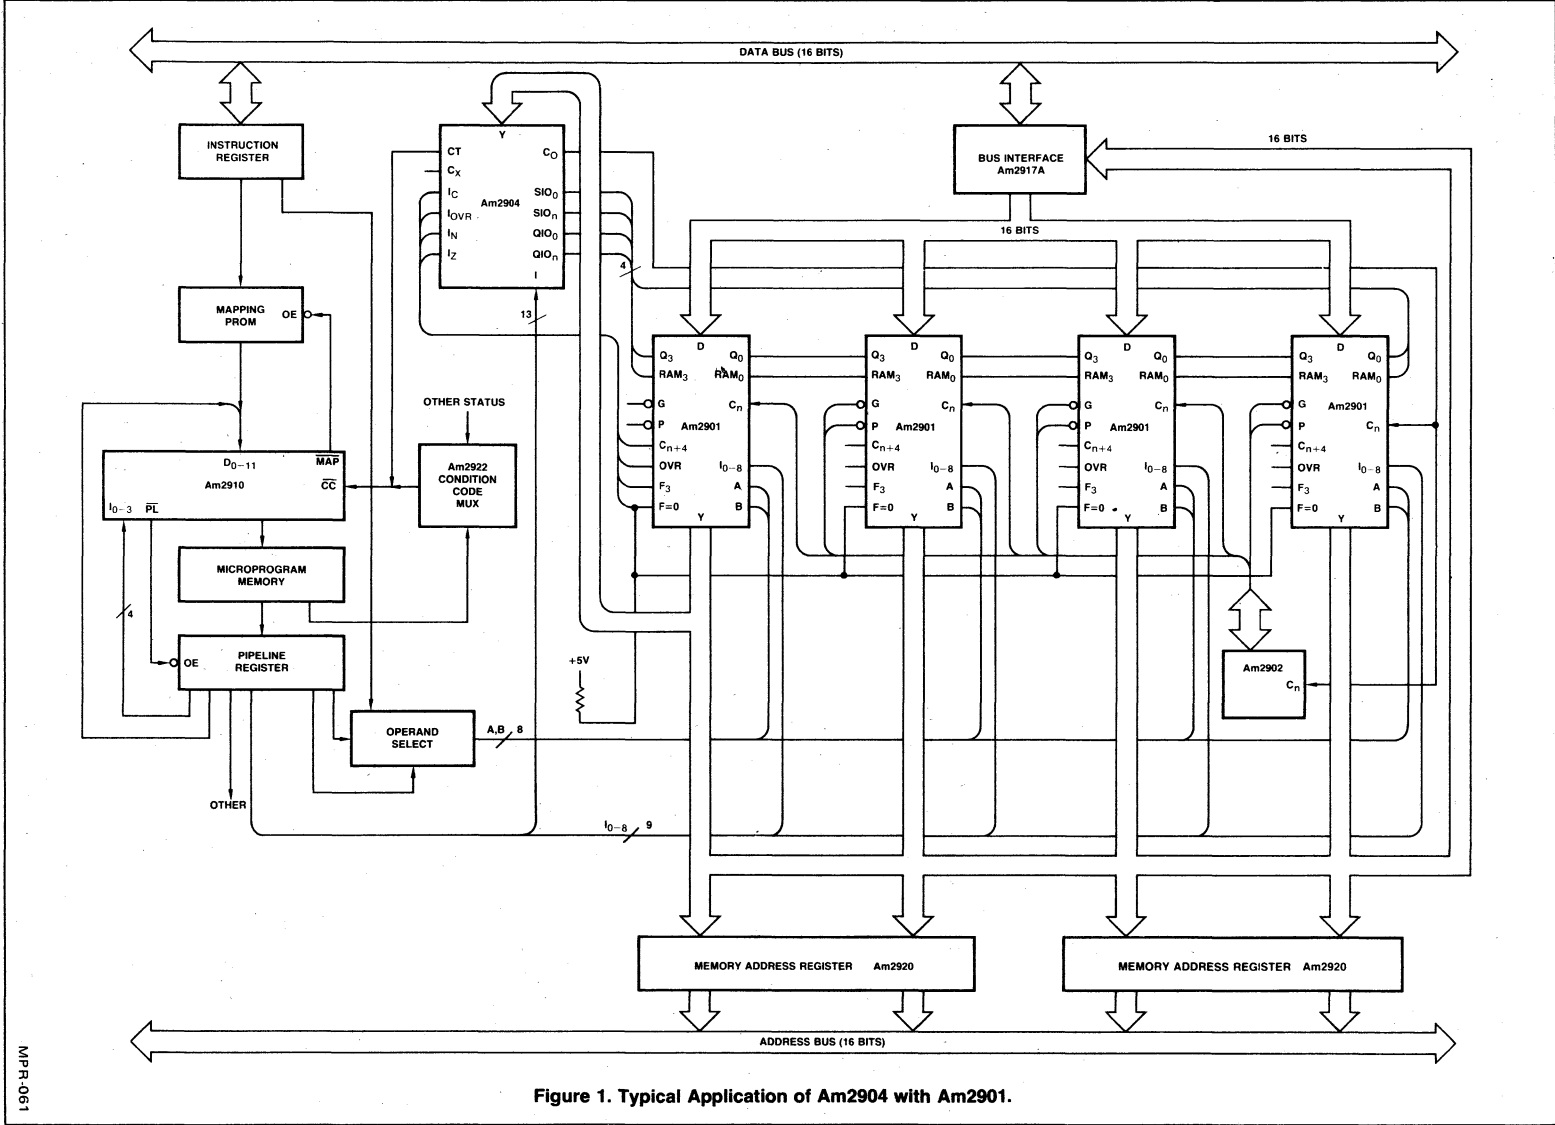 DATA BUS (16 BITS)
INSTRUCTION
REGISTER
Y
CT
C_O
C_X
I_C
Am2904
SIO_0
I_OVR
SIO_n
I_N
QIO_0
I_Z
QIO_n
I
BUS INTERFACE
Am2917A
16 BITS
16 BITS
4
13
MAPPING
PROM
OE
OTHER STATUS
D_0–11
MAP
Am2910
CC
I_0–3
PL
Am2922
CONDITION
CODE
MUX
MICROPROGRAM
MEMORY
4
PIPELINE
REGISTER
OE
OPERAND
SELECT
A,B
8
OTHER
I_0–8
9
+5V
D
Q_3
Q_0
RAM_3
RAM_0
G
C_n
P
Am2901
C_n+4
OVR
I_0–8
F_3
A
F=0
B
Y
D
Q_3
Q_0
RAM_3
RAM_0
G
C_n
P
Am2901
C_n+4
OVR
I_0–8
F_3
A
F=0
B
Y
D
Q_3
Q_0
RAM_3
RAM_0
G
C_n
P
Am2901
C_n+4
OVR
I_0–8
F_3
A
F=0
B
Y
D
Q_3
Q_0
RAM_3
RAM_0
G
Am2901
P
C_n
C_n+4
OVR
I_0–8
F_3
A
F=0
B
Y
Am2902
C_n
MEMORY ADDRESS REGISTER Am2920
MEMORY ADDRESS REGISTER Am2920
ADDRESS BUS (16 BITS)
Figure 1. Typical Application of Am2904 with Am2901.
MPR-061